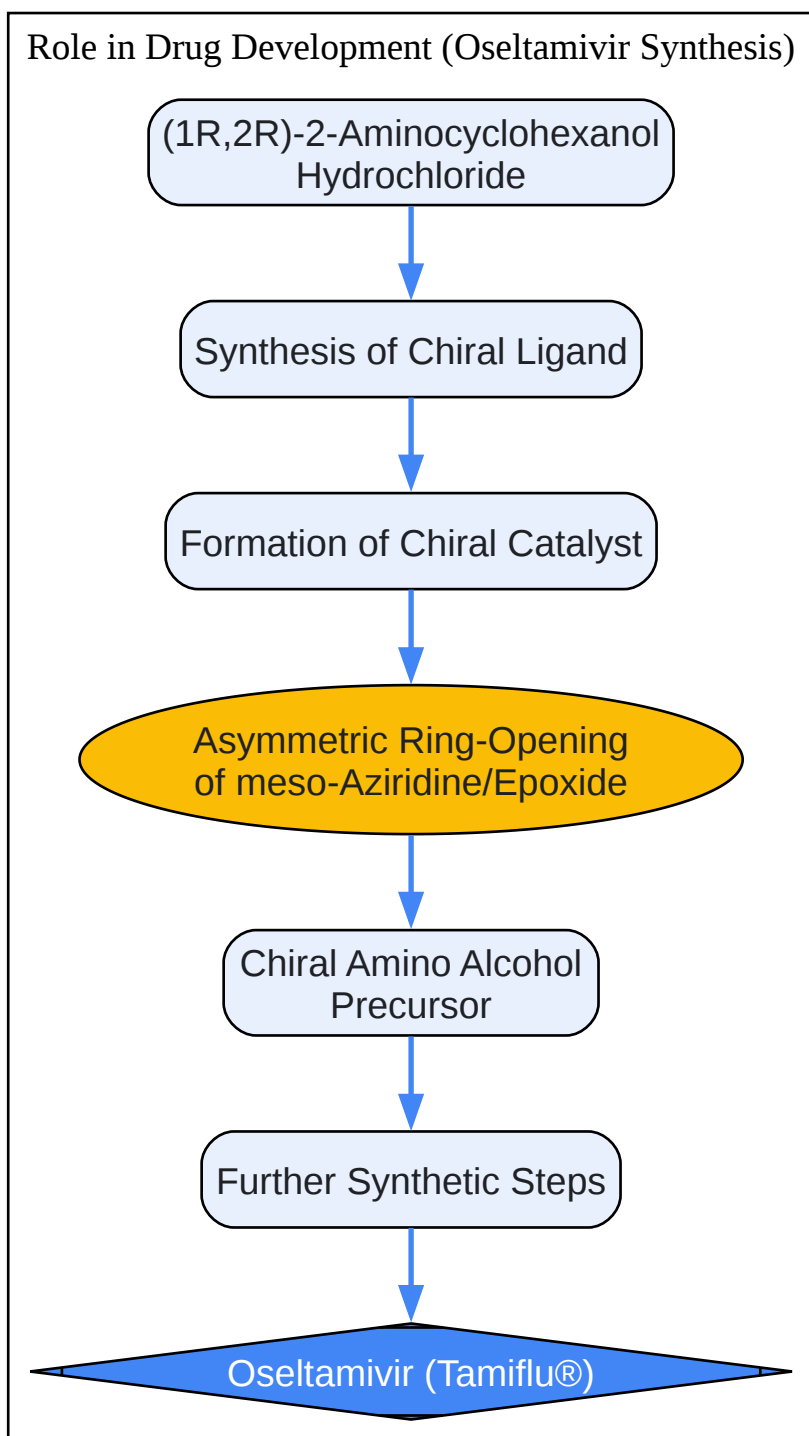 Role in Drug Development (Oseltamivir Synthesis)
(1R,2R)-2-Aminocyclohexanol
Hydrochloride
Synthesis of Chiral Ligand
Formation of Chiral Catalyst
Asymmetric Ring-Opening
of meso-Aziridine/Epoxide
Chiral Amino Alcohol
Precursor
Further Synthetic Steps
Oseltamivir (Tamiflu®)